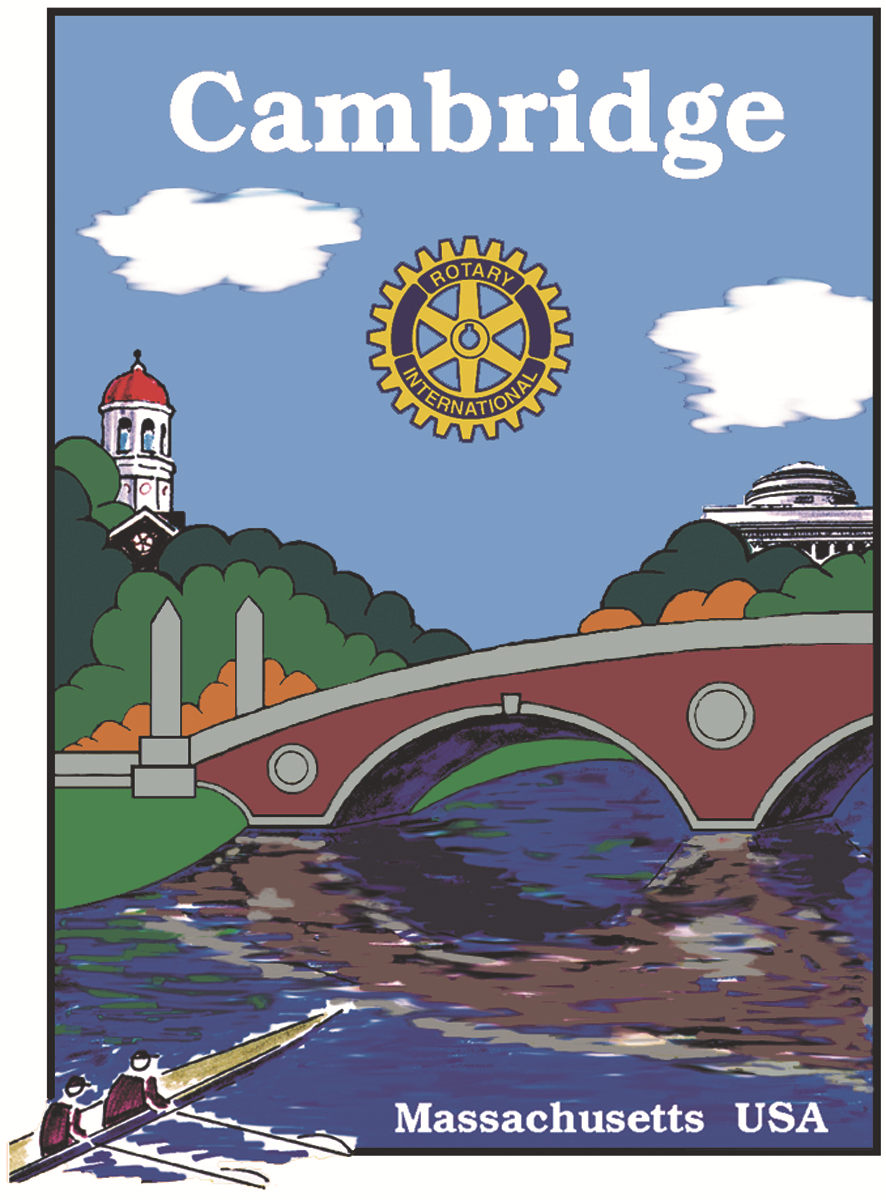 Cambridge
ROTARY
INTERNATIONAL
Massachusetts USA